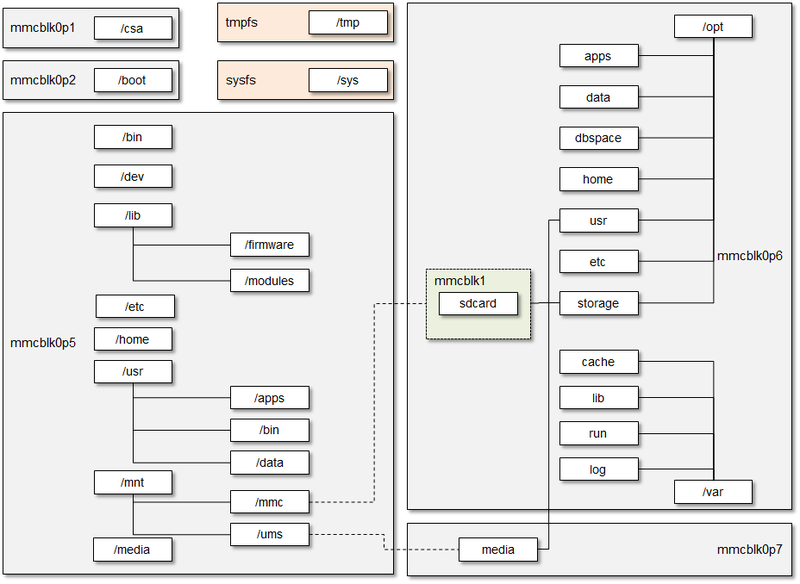 mmcblk0p1
/csa
mmcblk0p2
/boot
tmpfs
/tmp
sysfs
/sys
mmcblk0p5
/bin
/dev
/lib
/firmware
/modules
/etc
/home
/usr
/apps
/bin
/data
/mnt
/mmc
/ums
/media
/opt
apps
data
dbspace
home
usr
etc
mmcblk0p6
mmcblk1
sdcard
storage
cache
lib
run
log
/var
media
mmcblk0p7